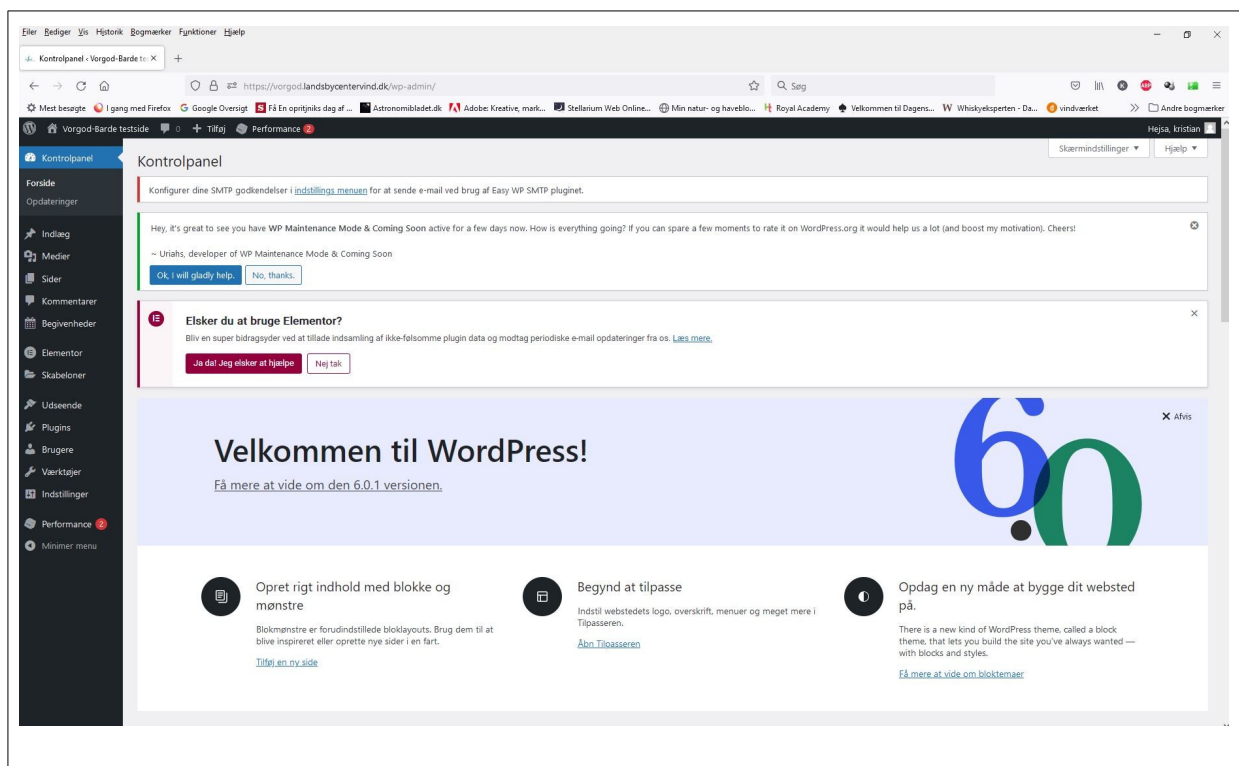 Eiler Rediger Vis Historik Bogmærker Funktioner Hjælp
Kontrolpanel ‹ Vorgod-Barde te
https://vorgod.landsbycentervind.dk/wp-admin/
Søg
Mest besøgte I gang med Firefox Google Oversigt Få En opritjniks dag af ... Astronomibladet.dk Adobe: Kreative, mark... Stellarium Web Online... Min natur- og haveblo... Royal Academy Velkommen til Dagens... Whiskyeksperten - Da... vindværket Andre bogmærker
Vorgod-Barde testside 0 + Tilføj Performance 2 Hejsa, kristian
Kontrolpanel
Forside
Opdateringer
Indlæg
Medier
Sider
Kommentarer
Begivenheder
Elementor
Skabeloner
Udseende
Plugins
Brugere
Værktøjer
Indstillinger
Performance 2
Minimer menu
Skærmindstillinger Hjælp
Kontrolpanel
Konfigurer dine SMTP godkendelser i indstillings menuen for at sende e-mail ved brug af Easy WP SMTP pluginet.
Hey, it's great to see you have WP Maintenance Mode & Coming Soon active for a few days now. How is everything going? If you can spare a few moments to rate it on WordPress.org it would help us a lot (and boost my motivation). Cheers!
~ Uriahs, developer of WP Maintenance Mode & Coming Soon
Ok, I will gladly help. No, thanks.
Elsker du at bruge Elementor?
Bliv en super bidragsyder ved at tillade indsamling af ikke-følsomme plugin data og modtag periodiske e-mail opdateringer fra os. Læs mere.
Ja da! Jeg elsker at hjælpe Nej tak
Afvis
Velkommen til WordPress!
Få mere at vide om den 6.0.1 versionen.
6.0
Opret rigt indhold med blokke og
mønstre
Blokmønstre er forudindstillede bloklayouts. Brug dem til at
blive inspireret eller oprette nye sider i en fart.
Tilføj en ny side
Begynd at tilpasse
Indstil webstedets logo, overskrift, menuer og meget mere i
Tilpasseren.
Åbn Tilpasseren
Opdag en ny måde at bygge dit websted
på.
There is a new kind of WordPress theme, called a block
theme, that lets you build the site you've always wanted —
with blocks and styles.
Få mere at vide om bloktemaer